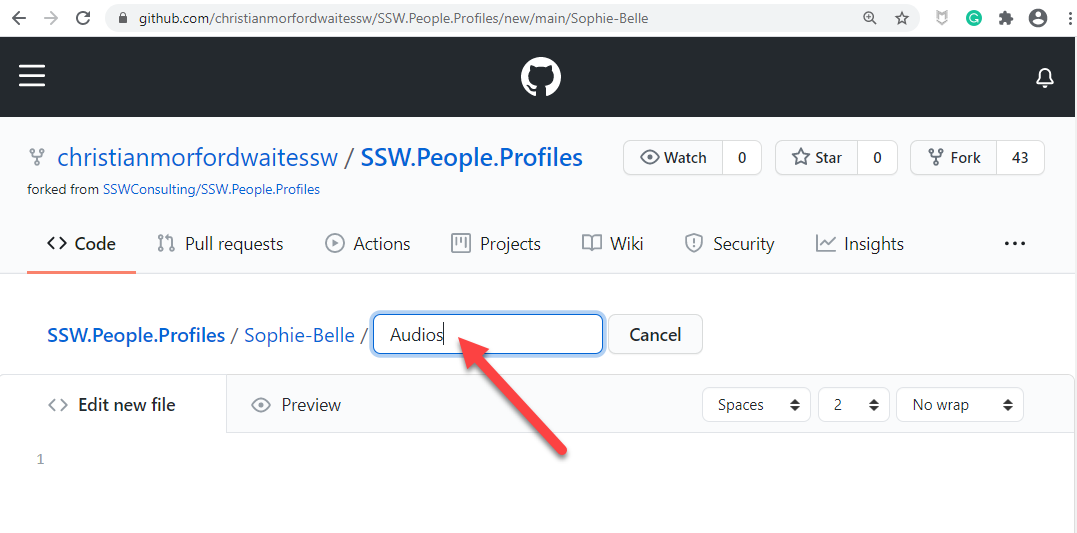 github.com/christianmorfordwaitessw/SSW.People.Profiles/new/main/Sophie-Belle
christianmorfordwaitessw / SSW.People.Profiles
Watch 0 Star 0 Fork 43
forked from SSWConsulting/SSW.People.Profiles
Code Pull requests Actions Projects Wiki Security Insights ...
SSW.People.Profiles / Sophie-Belle / Audios Cancel
Edit new file Preview Spaces 2 No wrap
1